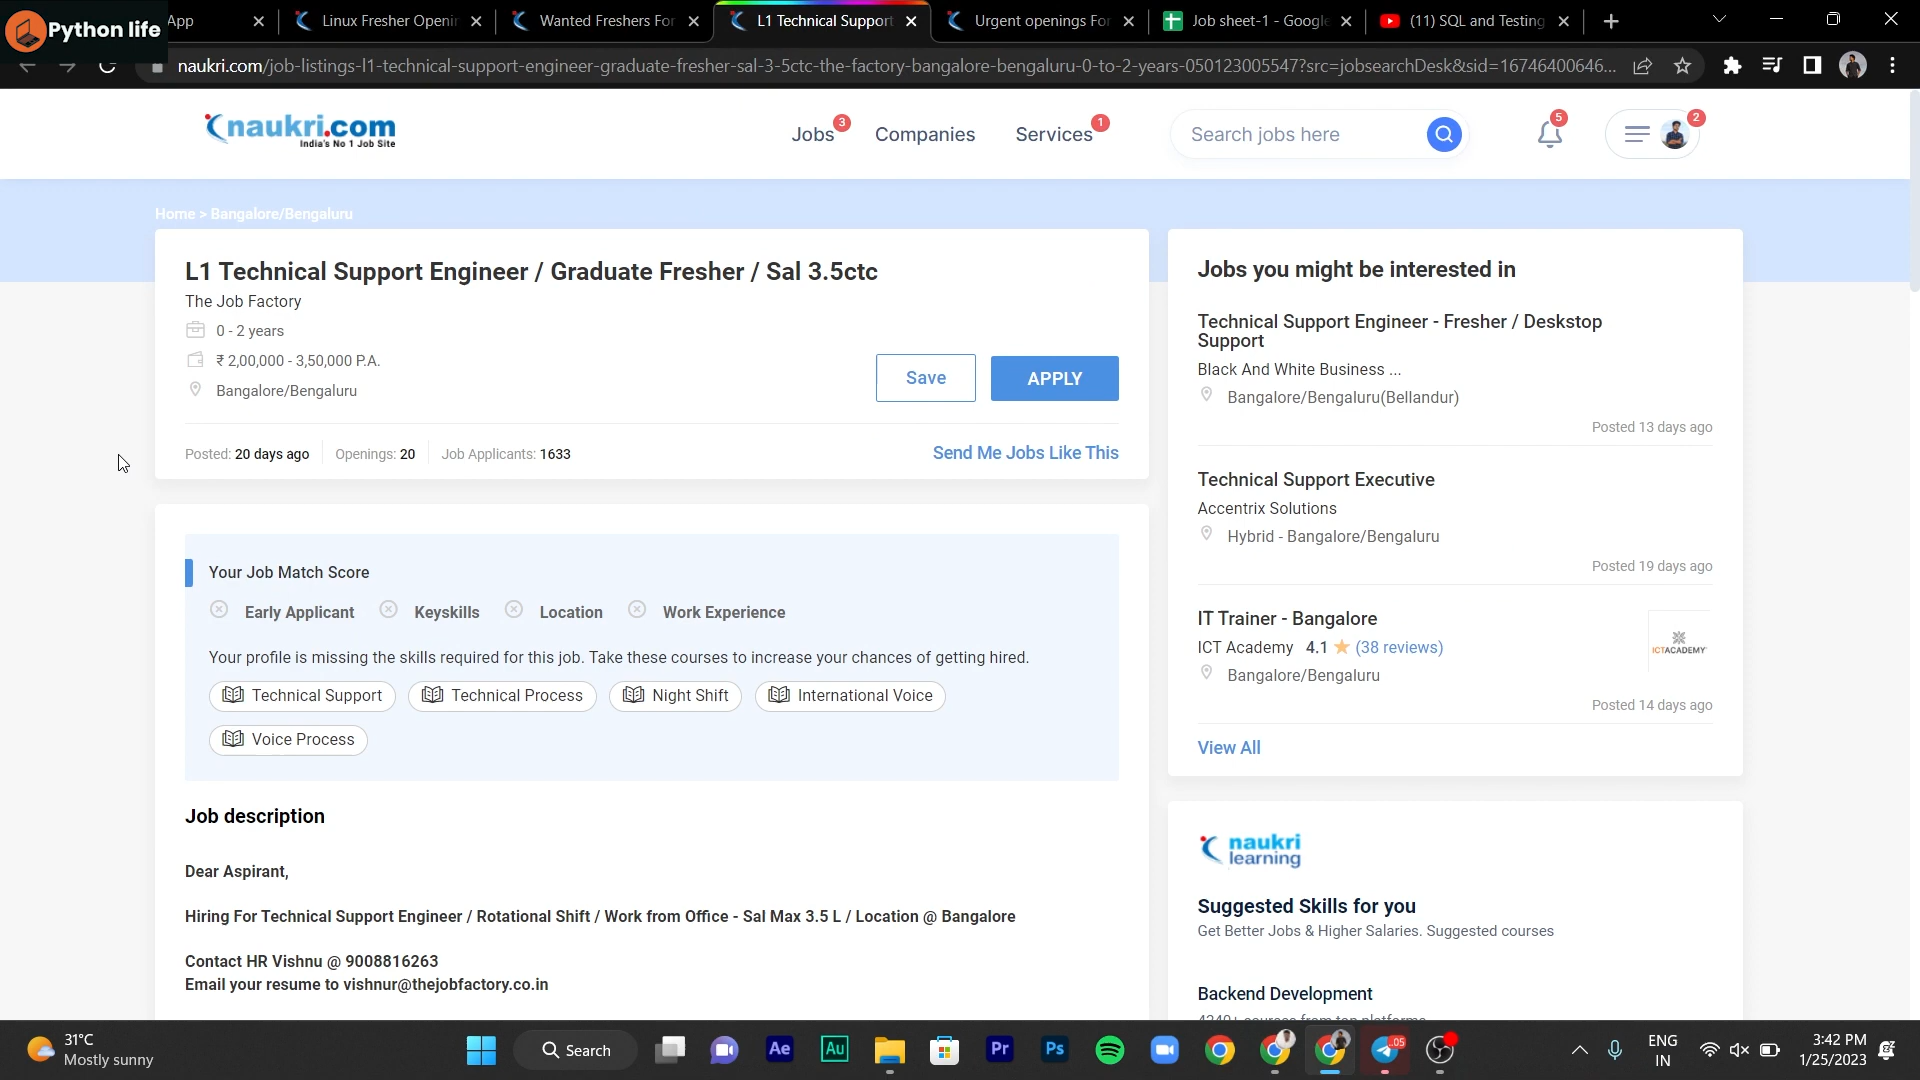 Python life
App
Linux Fresher Openin
Wanted Freshers For
L1 Technical Support
Urgent openings For
Job sheet-1 - Google
(11) SQL and Testing
naukri.com/job-listings-l1-technical-support-engineer-graduate-fresher-sal-3-5ctc-the-factory-bangalore-bengaluru-0-to-2-years-050123005547?src=jobsearchDesk&sid=16746400646...
naukri.com
India's No 1 Job Site
Jobs 3
Companies
Services 1
Search jobs here
5
2
Home > Bangalore/Bengaluru
L1 Technical Support Engineer / Graduate Fresher / Sal 3.5ctc
The Job Factory
0 - 2 years
₹ 2,00,000 - 3,50,000 P.A.
Bangalore/Bengaluru
Save
APPLY
Posted: 20 days ago
Openings: 20
Job Applicants: 1633
Send Me Jobs Like This
Your Job Match Score
Early Applicant
Keyskills
Location
Work Experience
Your profile is missing the skills required for this job. Take these courses to increase your chances of getting hired.
Technical Support
Technical Process
Night Shift
International Voice
Voice Process
Job description
Dear Aspirant,
Hiring For Technical Support Engineer / Rotational Shift / Work from Office - Sal Max 3.5 L / Location @ Bangalore
Contact HR Vishnu @ 9008816263
Email your resume to vishnur@thejobfactory.co.in
Jobs you might be interested in
Technical Support Engineer - Fresher / Deskstop
Support
Black And White Business ...
Bangalore/Bengaluru(Bellandur)
Posted 13 days ago
Technical Support Executive
Accentrix Solutions
Hybrid - Bangalore/Bengaluru
Posted 19 days ago
IT Trainer - Bangalore
ICT Academy 4.1 (38 reviews)
ICTACADEMY
Bangalore/Bengaluru
Posted 14 days ago
View All
naukri
learning
Suggested Skills for you
Get Better Jobs & Higher Salaries. Suggested courses
Backend Development
4240+ courses from top platforms
31°C
Mostly sunny
Search
Ae
Au
Pr
Ps
.05
ENG
IN
3:42 PM
1/25/2023